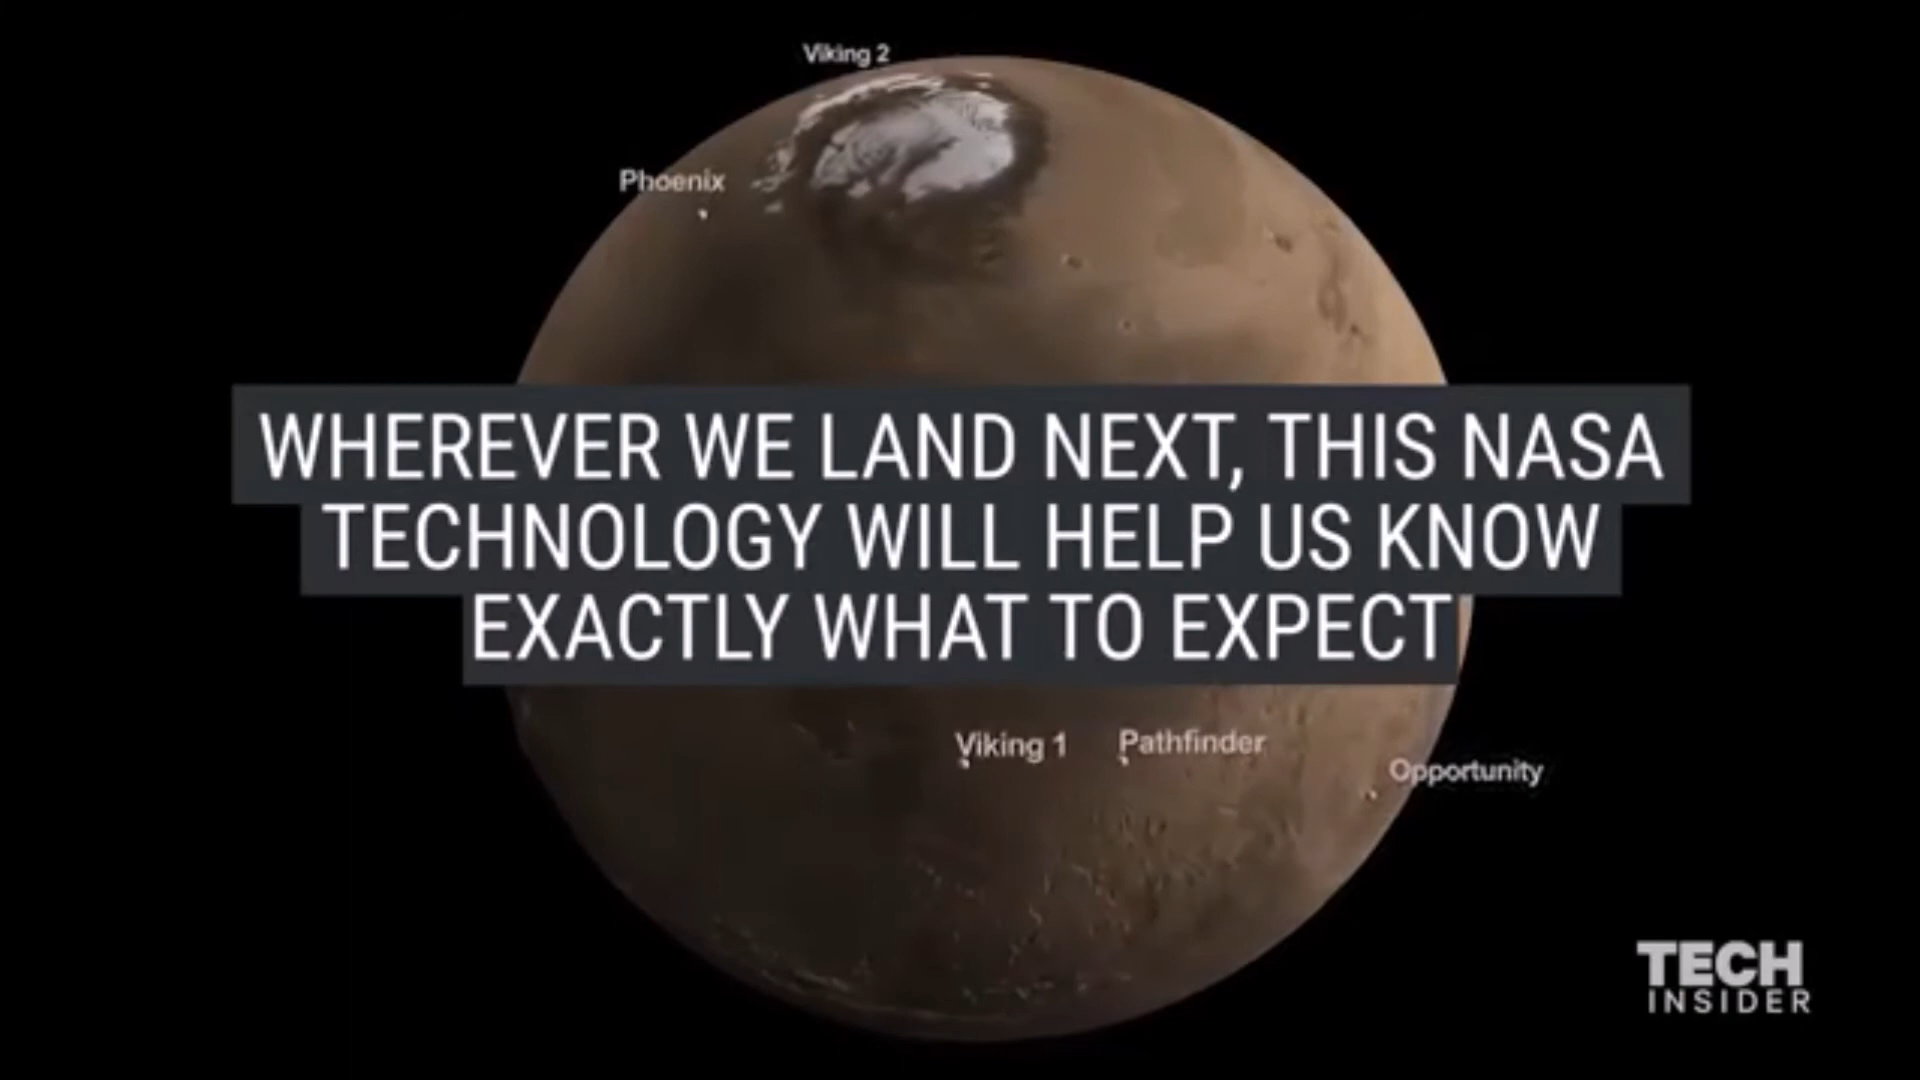 Viking 2
Phoenix
WHEREVER WE LAND NEXT, THIS NASA
TECHNOLOGY WILL HELP US KNOW
EXACTLY WHAT TO EXPECT
Viking 1
Pathfinder
Opportunity
TECH
INSIDER